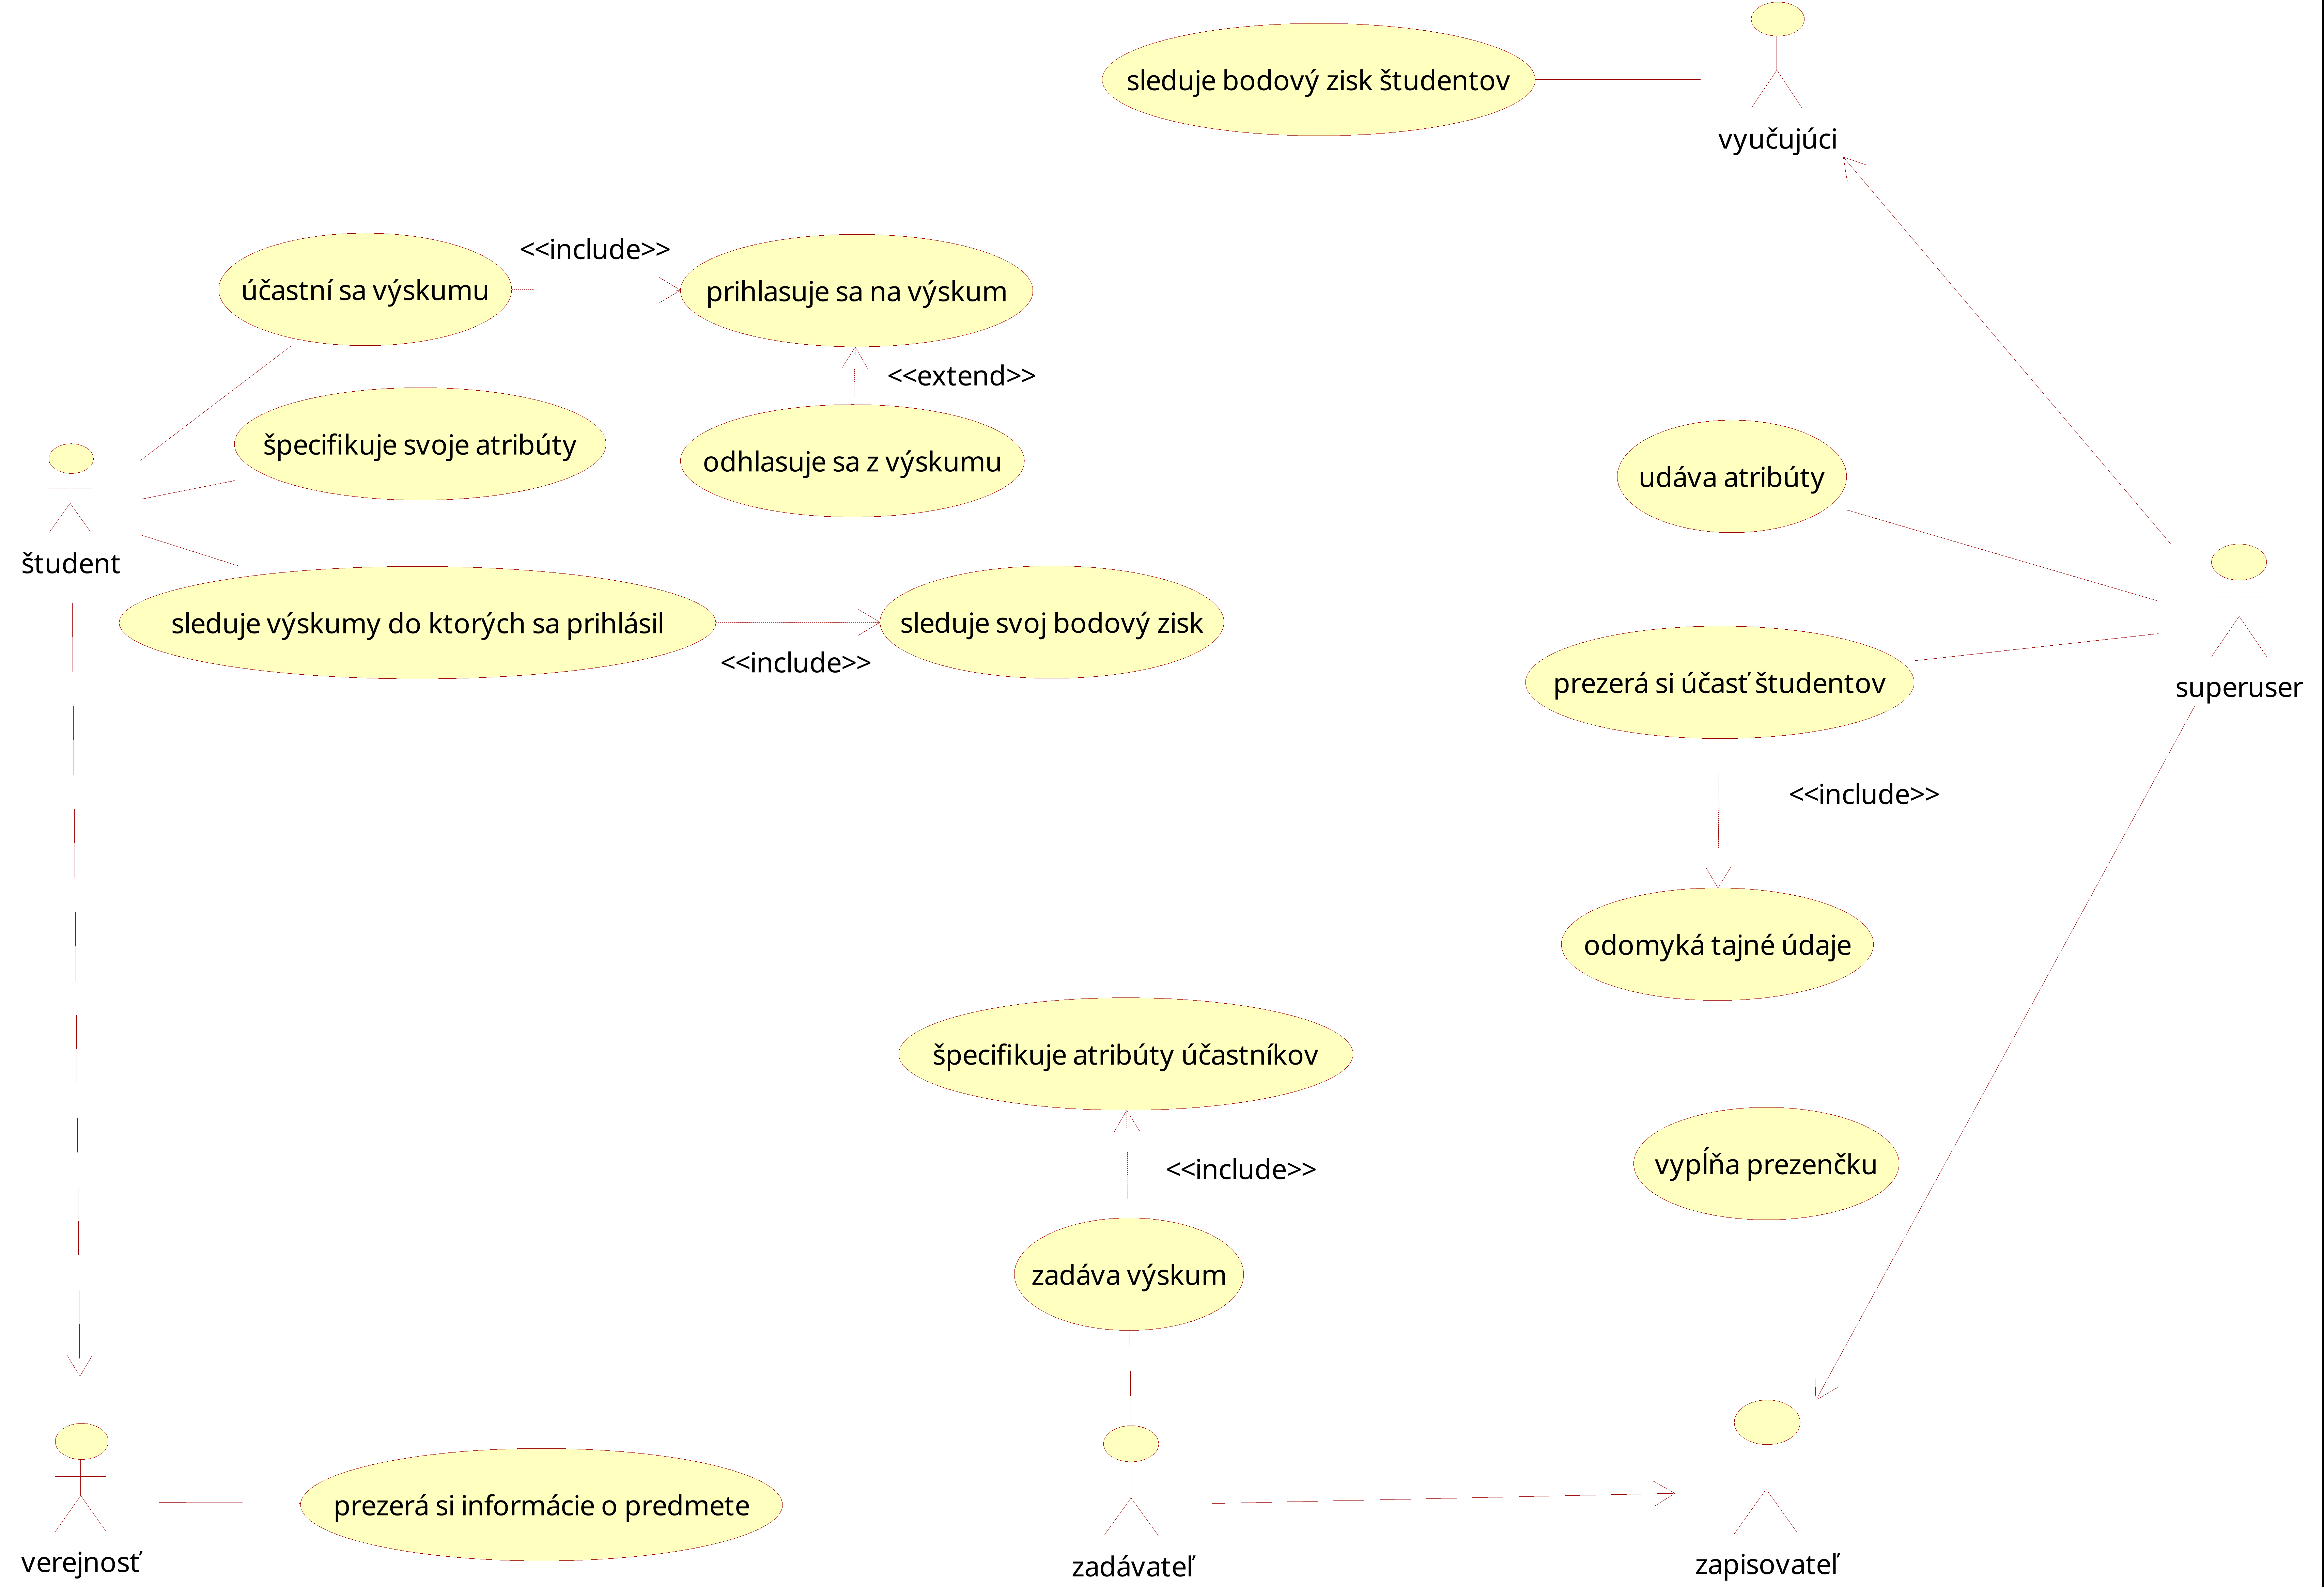 sleduje bodový zisk študentov
vyučujúci
<<include>>
účastní sa výskumu
prihlasuje sa na výskum
<<extend>>
špecifikuje svoje atribúty
odhlasuje sa z výskumu
udáva atribúty
študent
sleduje výskumy do ktorých sa prihlásil
sleduje svoj bodový zisk
<<include>>
prezerá si účasť študentov
superuser
<<include>>
odomyká tajné údaje
špecifikuje atribúty účastníkov
<<include>>
vypĺňa prezenčku
zadáva výskum
prezerá si informácie o predmete
verejnosť
zadávateľ
zapisovateľ